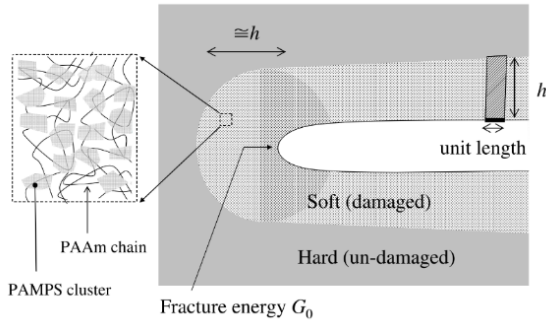 ≅h
h
unit length
Soft (damaged)
PAAm chain
Hard (un-damaged)
PAMPS cluster
Fracture energy G₀